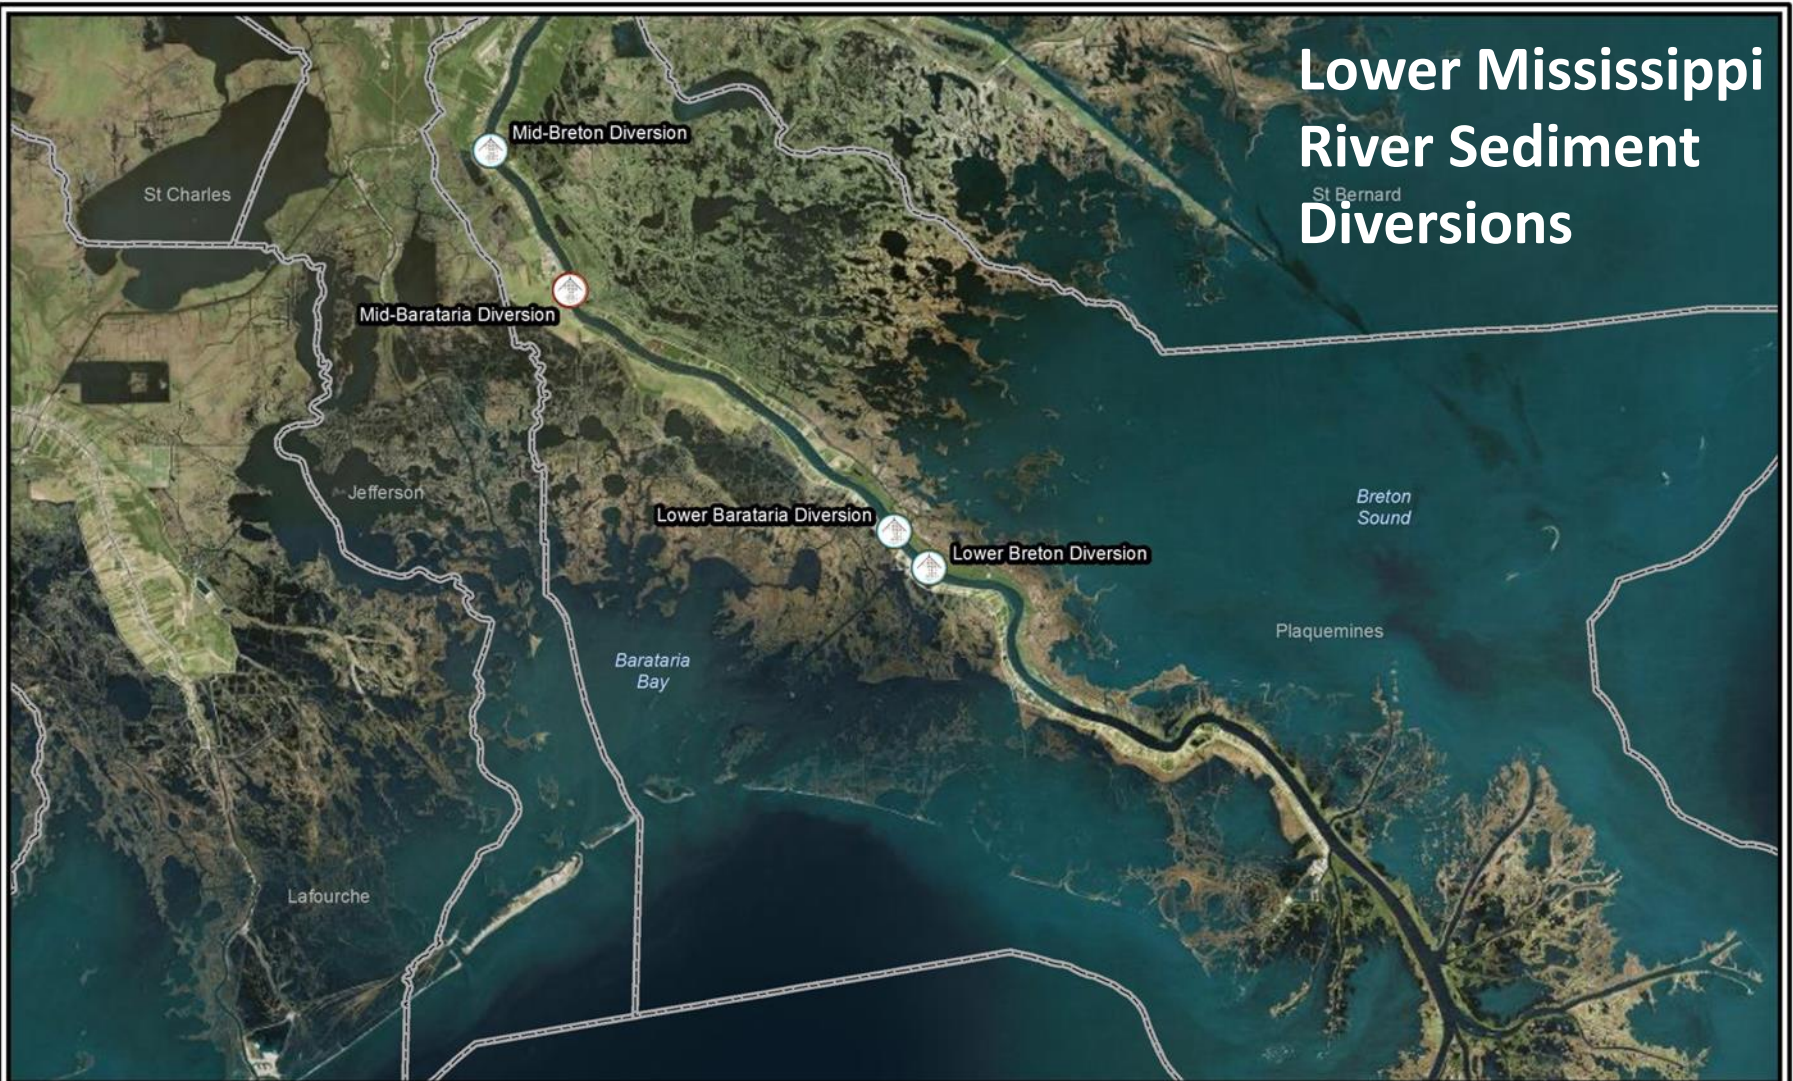 Lower Mississippi
River Sediment
Diversions
Mid-Breton Diversion
St Charles
St Bernard
Mid-Barataria Diversion
Jefferson
Lower Barataria Diversion
Breton
Sound
Lower Breton Diversion
Plaquemines
Barataria
Bay
Lafourche